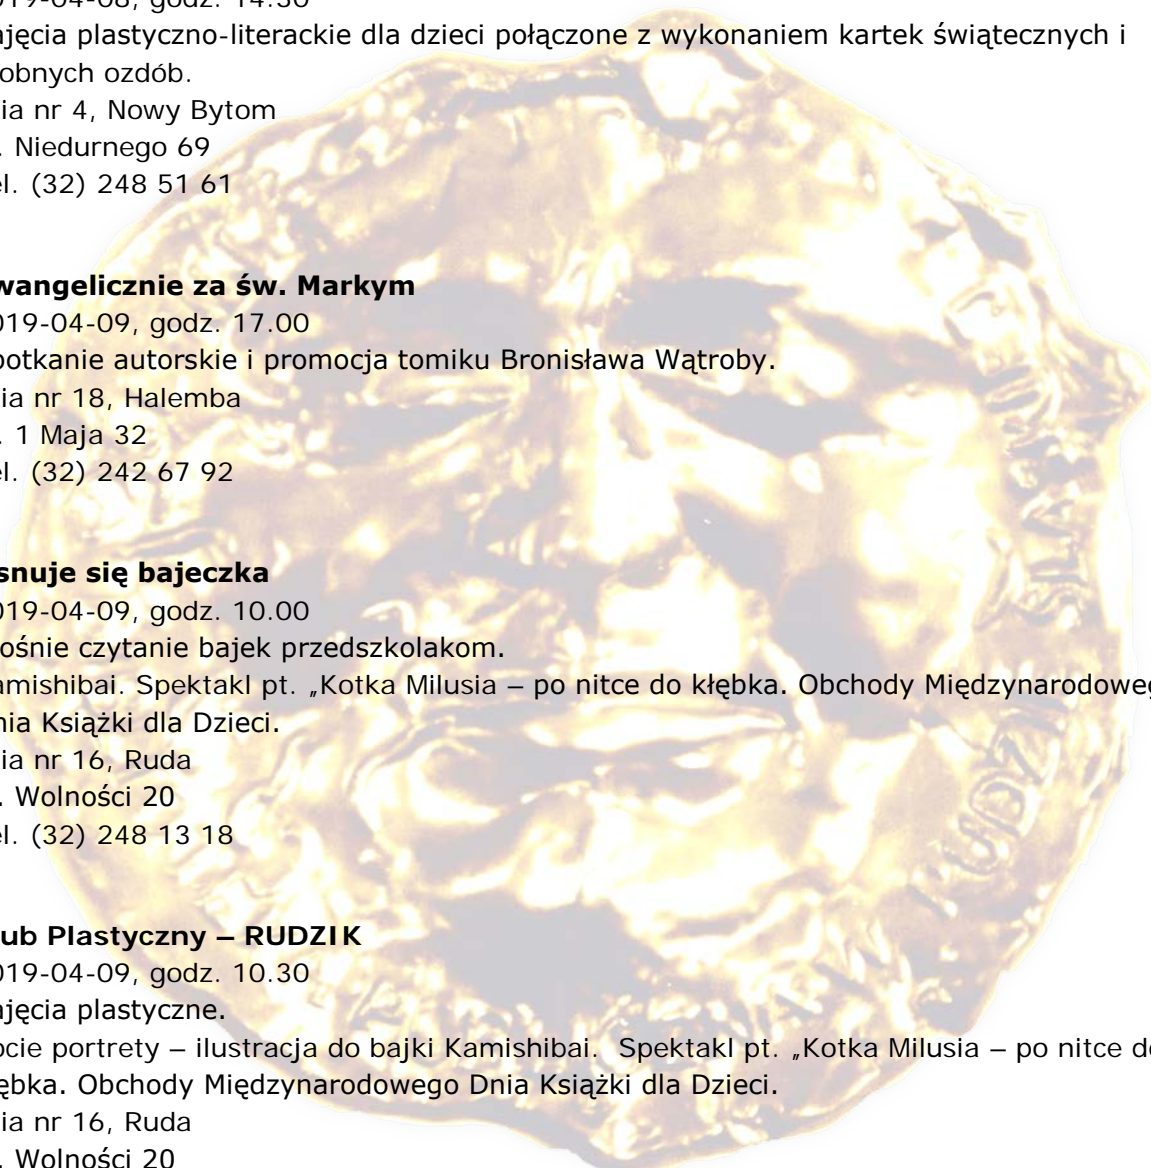 019-04-08, godz. 14.30
ajęcia plastyczno-literackie dla dzieci połączone z wykonaniem kartek świątecznych i
obnych ozdób.
ia nr 4, Nowy Bytom
. Niedurnego 69
el. (32) 248 51 61
wangelicznie za św. Markym
019-04-09, godz. 17.00
potkanie autorskie i promocja tomiku Bronisława Wątroby.
ia nr 18, Halemba
. 1 Maja 32
el. (32) 242 67 92
snuje się bajeczka
019-04-09, godz. 10.00
ośnie czytanie bajek przedszkolakom.
amishibai. Spektakl pt. „Kotka Milusia – po nitce do kłębka. Obchody Międzynarodoweg
nia Książki dla Dzieci.
ia nr 16, Ruda
. Wolności 20
el. (32) 248 13 18
ub Plastyczny – RUDZIK
019-04-09, godz. 10.30
ajęcia plastyczne.
ocie portrety – ilustracja do bajki Kamishibai.  Spektakl pt. „Kotka Milusia – po nitce do
ębka. Obchody Międzynarodowego Dnia Książki dla Dzieci.
ia nr 16, Ruda
. Wolności 20